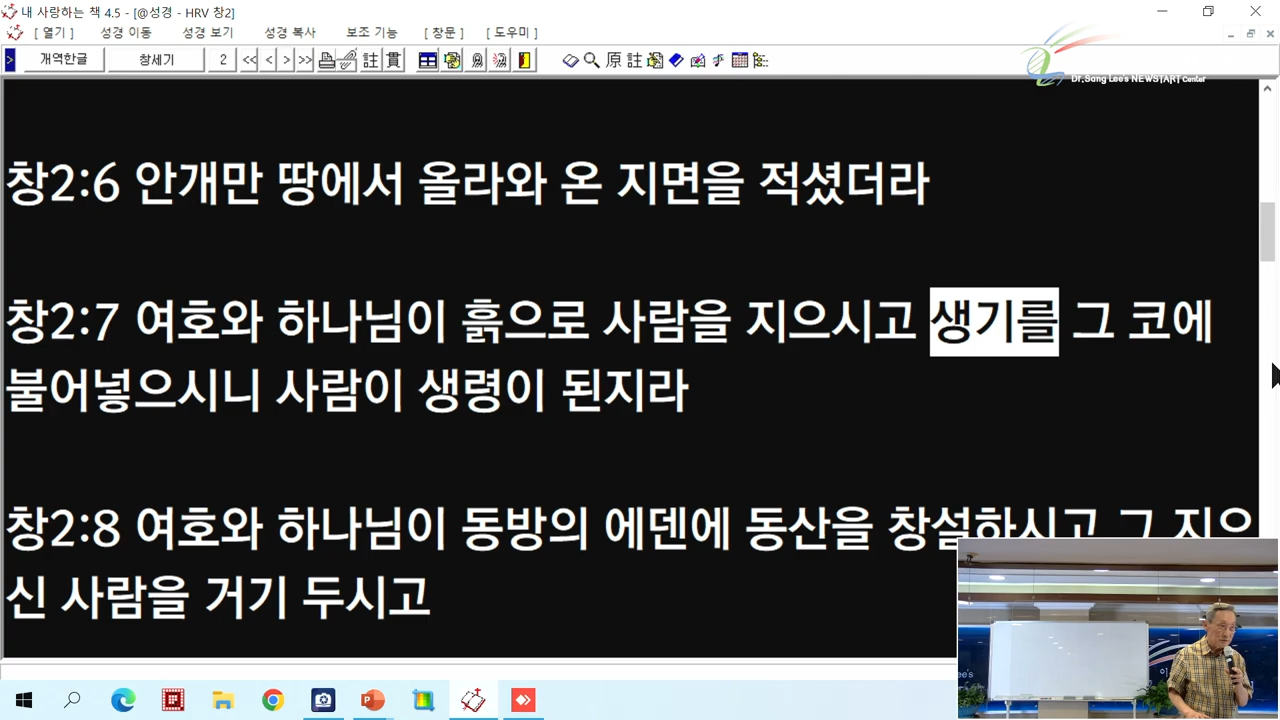 내 사랑하는 책 4.5 - [@성경 - HRV 창2]
[ 열기 ] 성경 이동 성경 보기 성경 복사 보조 기능 [ 창문 ] [ 도우미 ]
개역한글 창세기 2 << < > >> 註 貫 原 註
Dr.Sang Lee's NEWSTART Center
창2:6 안개만 땅에서 올라와 온 지면을 적셨더라
창2:7 여호와 하나님이 흙으로 사람을 지으시고 생기를 그 코에
불어넣으시니 사람이 생령이 된지라
창2:8 여호와 하나님이 동방의 에덴에 동산을 창설하시고 그 지으
신 사람을 거기 두시고